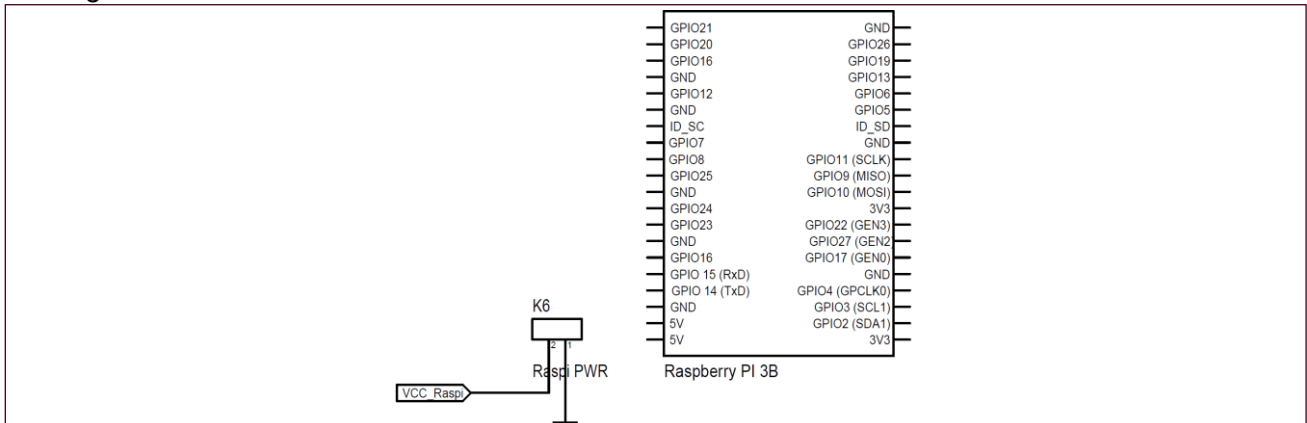 GPIO21 GND
GPIO20 GPIO26
GPIO16 GPIO19
GND GPIO13
GPIO12 GPIO6
GND GPIO5
ID_SC ID_SD
GPIO7 GND
GPIO8 GPIO11 (SCLK)
GPIO25 GPIO9 (MISO)
GND GPIO10 (MOSI)
GPIO24 3V3
GPIO23 GPIO22 (GEN3)
GND GPIO27 (GEN2
GPIO16 GPIO17 (GEN0)
GPIO 15 (RxD) GND
GPIO 14 (TxD) GPIO4 (GPCLK0)
GND GPIO3 (SCL1)
5V GPIO2 (SDA1)
5V 3V3
Raspberry PI 3B
K6
2 1
Raspi PWR
VCC_Raspi